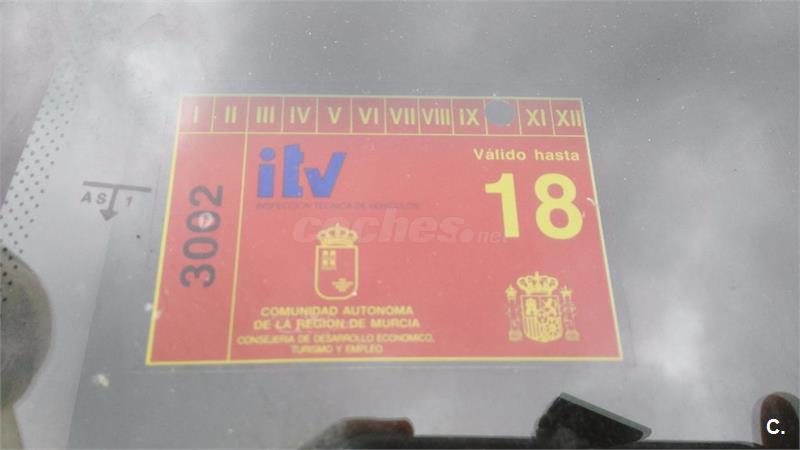 I II III IV V VI VII VIII IX XI XII
itv
INSPECCION TECNICA DE VEHICULOS
Válido hasta
18
3002
coches.net
COMUNIDAD AUTONOMA
DE LA REGION DE MURCIA
CONSEJERIA DE DESARROLLO ECONOMICO,
TURISMO Y EMPLEO
AS 1
C.